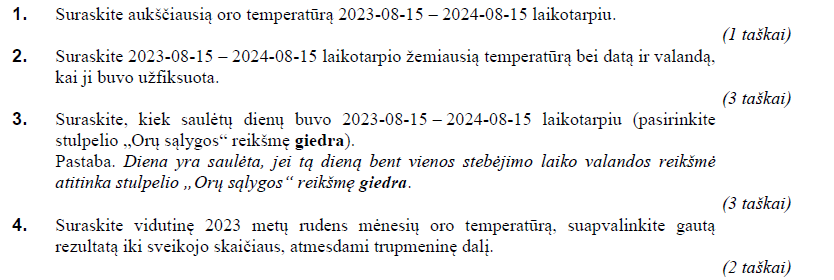 1. Suraskite aukščiausią oro temperatūrą 2023-08-15 – 2024-08-15 laikotarpiu.
(1 taškai)
2. Suraskite 2023-08-15 – 2024-08-15 laikotarpio žemiausią temperatūrą bei datą ir valandą,
kai ji buvo užfiksuota.
(3 taškai)
3. Suraskite, kiek saulėtų dienų buvo 2023-08-15 – 2024-08-15 laikotarpiu (pasirinkite
stulpelio „Orų sąlygos“ reikšmę giedra).
Pastaba. Diena yra saulėta, jei tą dieną bent vienos stebėjimo laiko valandos reikšmė
atitinka stulpelio „Orų sąlygos“ reikšmę giedra.
(3 taškai)
4. Suraskite vidutinę 2023 metų rudens mėnesių oro temperatūrą, suapvalinkite gautą
rezultatą iki sveikojo skaičiaus, atmesdami trupmeninę dalį.
(2 taškai)